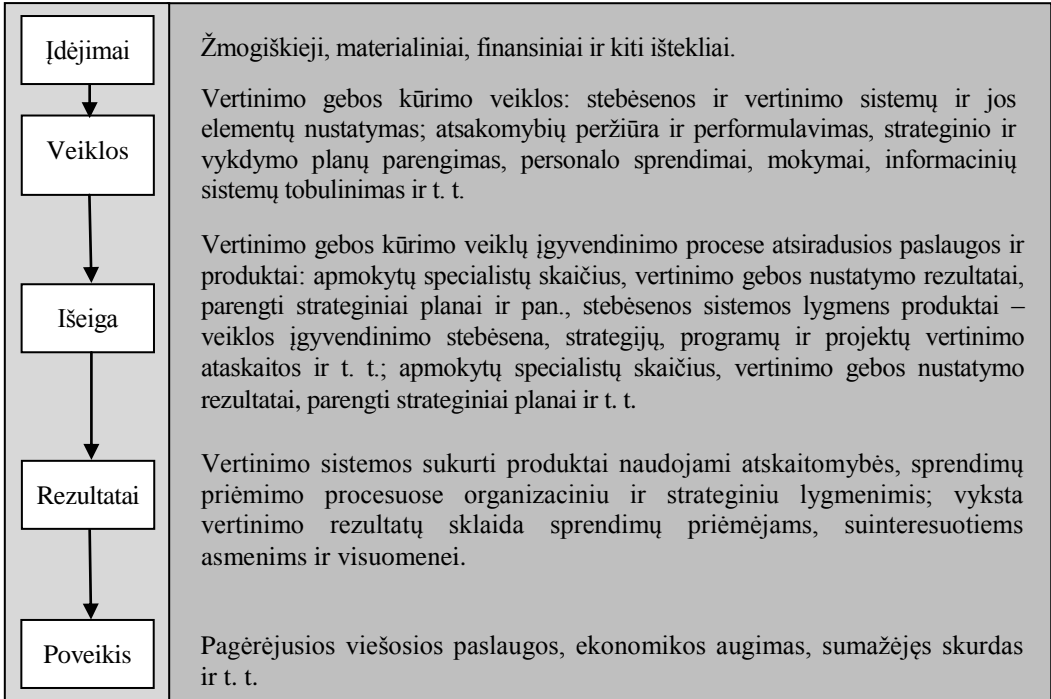 Įdėjimai
Žmogiškieji, materialiniai, finansiniai ir kiti ištekliai.
Veiklos
Vertinimo gebos kūrimo veiklos: stebėsenos ir vertinimo sistemų ir jos
elementų nustatymas; atsakomybių peržiūra ir performulavimas, strateginio ir
vykdymo planų parengimas, personalo sprendimai, mokymai, informacinių
sistemų tobulinimas ir t. t.
Išeiga
Vertinimo gebos kūrimo veiklų įgyvendinimo procese atsiradusios paslaugos ir
produktai: apmokytų specialistų skaičius, vertinimo gebos nustatymo rezultatai,
parengti strateginiai planai ir pan., stebėsenos sistemos lygmens produktai –
veiklos įgyvendinimo stebėsena, strategijų, programų ir projektų vertinimo
ataskaitos ir t. t.; apmokytų specialistų skaičius, vertinimo gebos nustatymo
rezultatai, parengti strateginiai planai ir t. t.
Rezultatai
Vertinimo sistemos sukurti produktai naudojami atskaitomybės, sprendimų
priėmimo procesuose organizaciniu ir strateginiu lygmenimis; vyksta
vertinimo rezultatų sklaida sprendimų priėmėjams, suinteresuotiems
asmenims ir visuomenei.
Poveikis
Pagėrėjusios viešosios paslaugos, ekonomikos augimas, sumažėjęs skurdas
ir t. t.